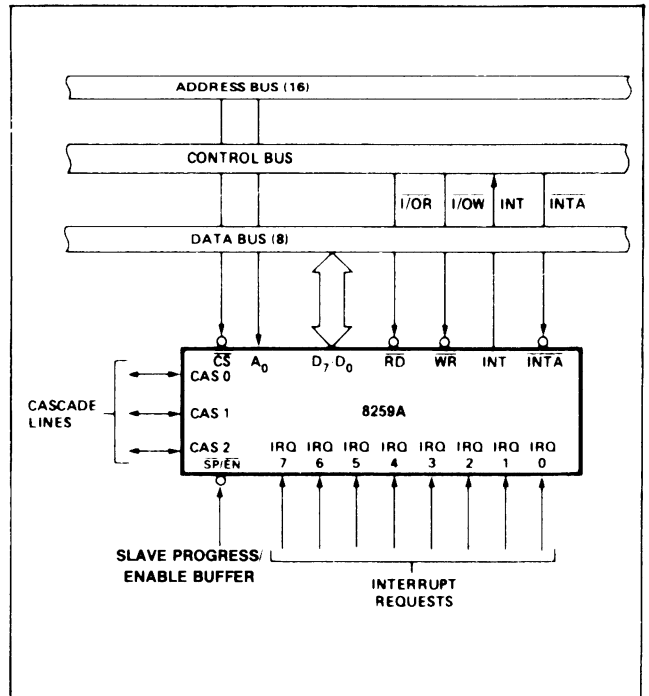 ADDRESS BUS (16)
CONTROL BUS
I/OR I/OW INT INTA
DATA BUS (8)
CS A0 D7-D0 RD WR INT INTA
CAS 0
CASCADE LINES
CAS 1
8259A
CAS 2
IRQ IRQ IRQ IRQ IRQ IRQ IRQ IRQ
7 6 5 4 3 2 1 0
SP/EN
SLAVE PROGRESS/
ENABLE BUFFER
INTERRUPT
REQUESTS